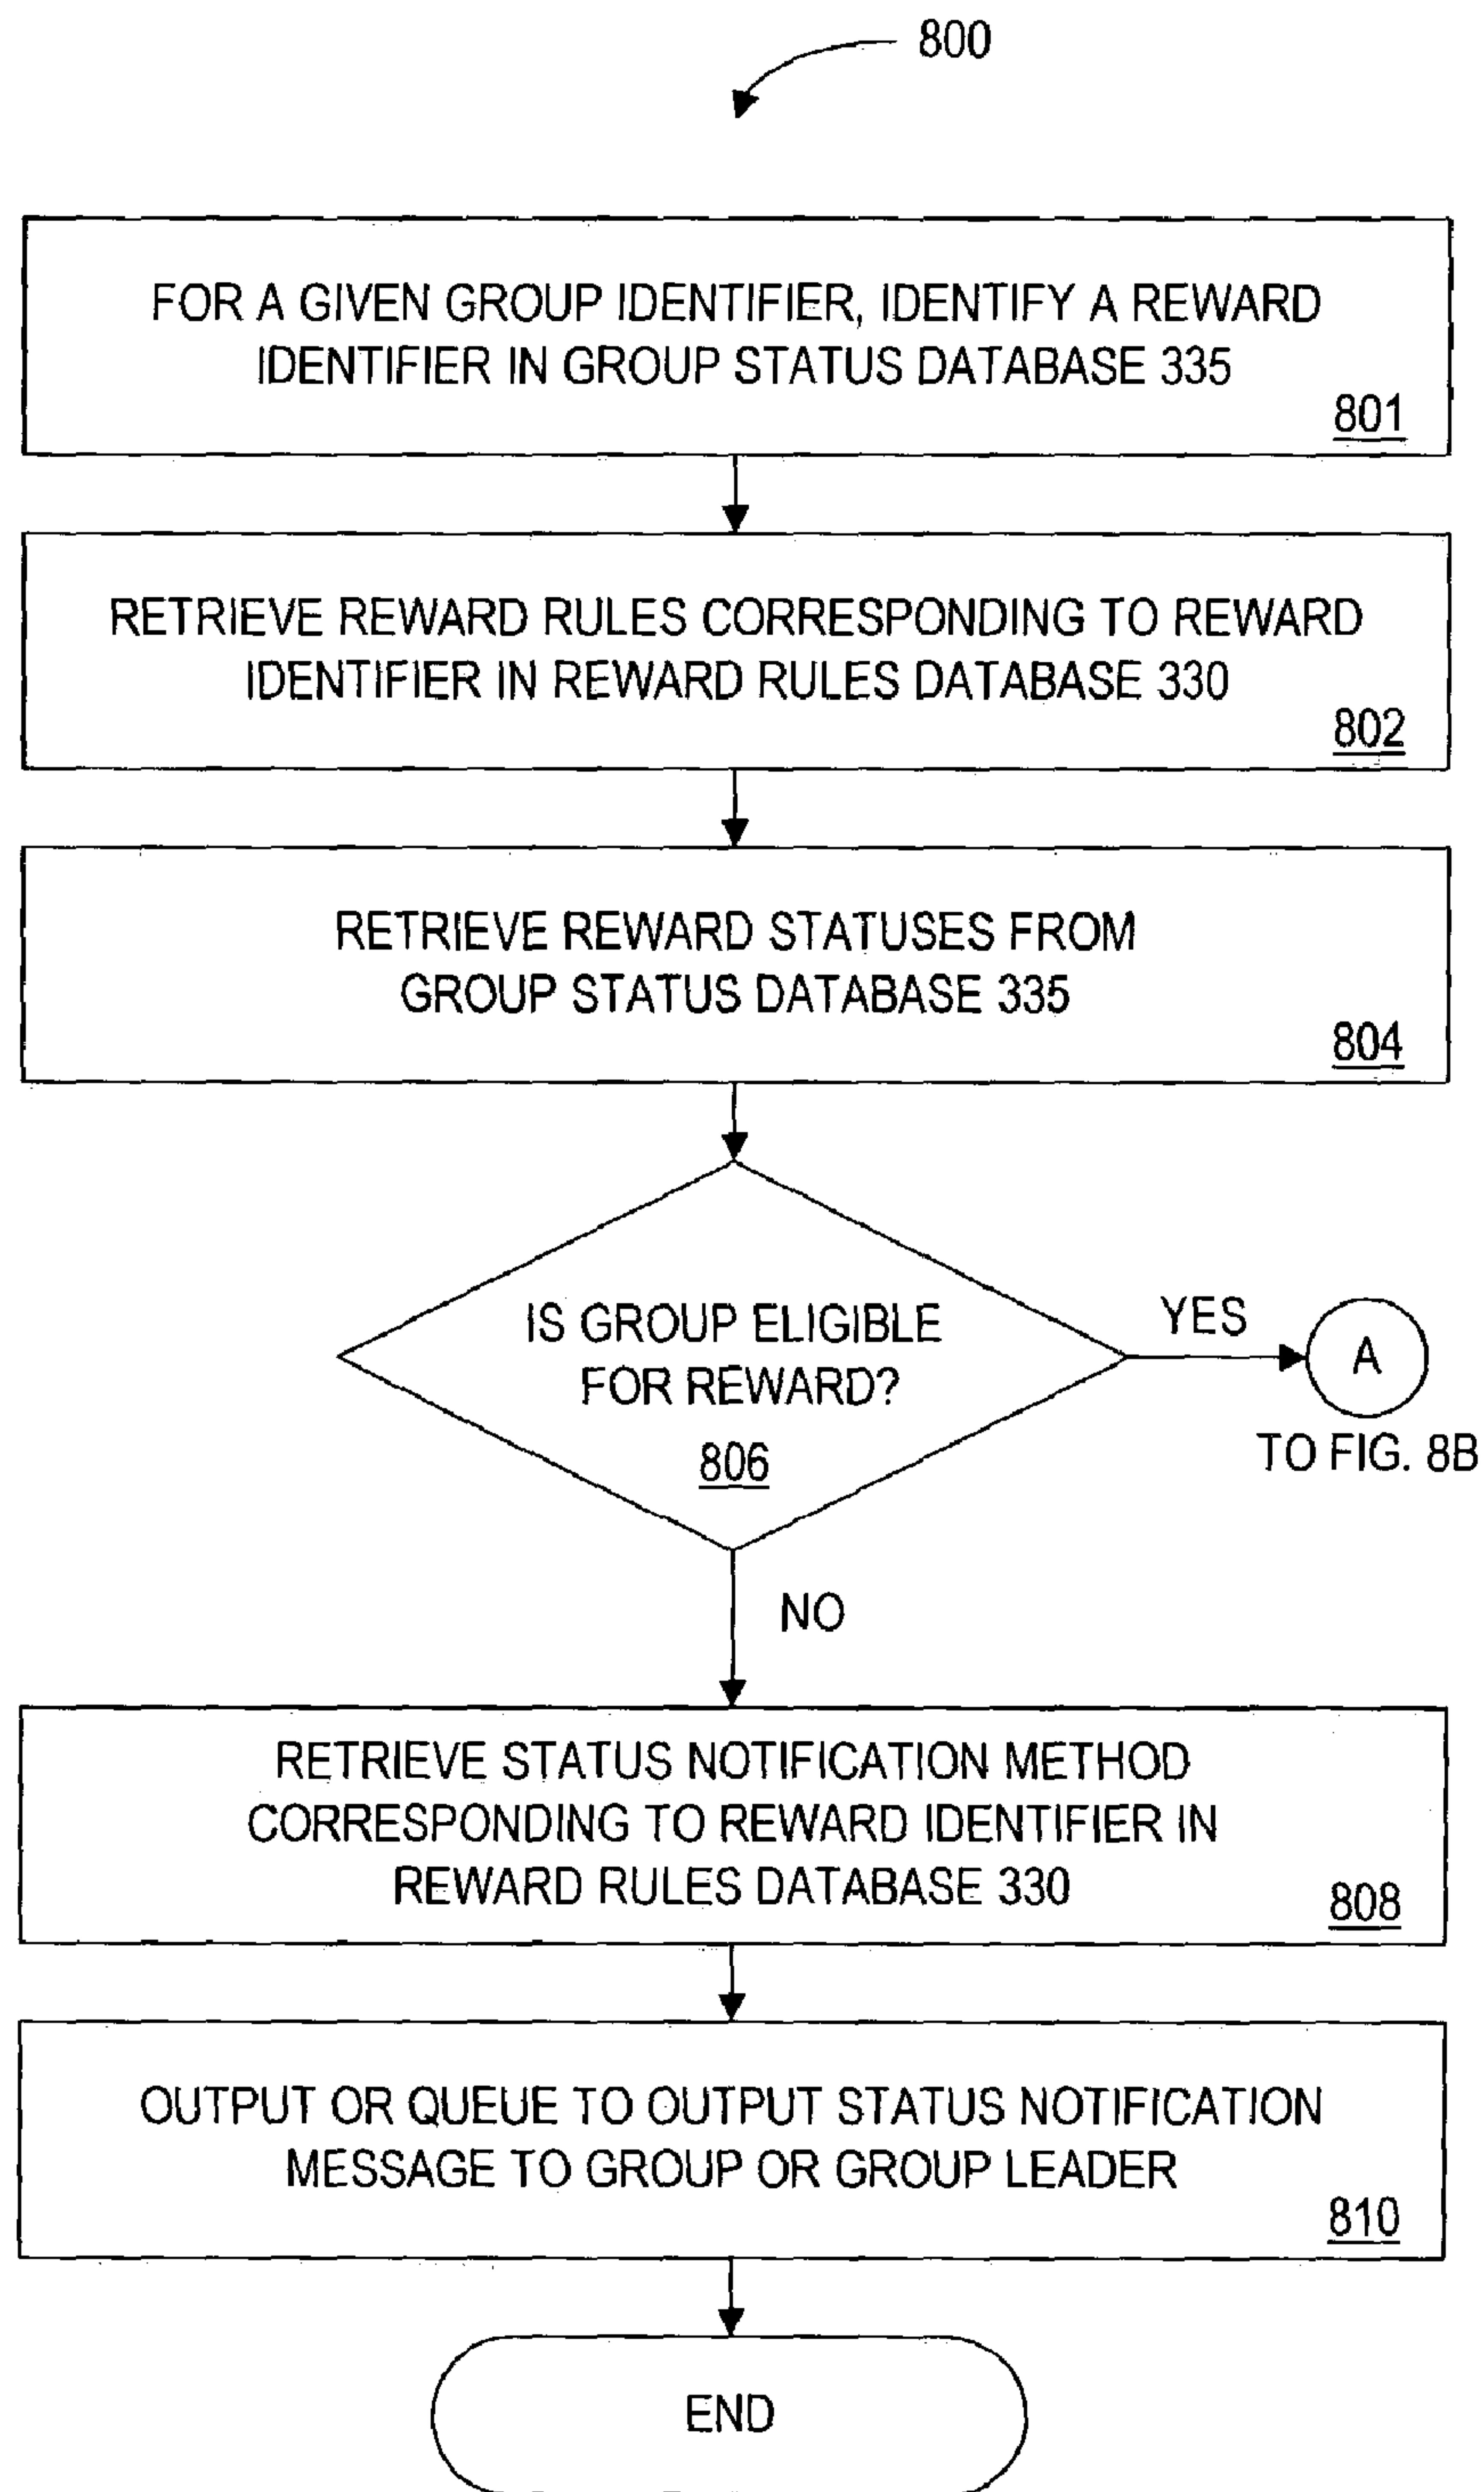 800
FOR A GIVEN GROUP IDENTIFIER, IDENTIFY A REWARD
IDENTIFIER IN GROUP STATUS DATABASE 335
801
RETRIEVE REWARD RULES CORRESPONDING TO REWARD
IDENTIFIER IN REWARD RULES DATABASE 330
802
RETRIEVE REWARD STATUSES FROM
GROUP STATUS DATABASE 335
804
IS GROUP ELIGIBLE
FOR REWARD?
806
YES
A
TO FIG. 8B
NO
RETRIEVE STATUS NOTIFICATION METHOD
CORRESPONDING TO REWARD IDENTIFIER IN
REWARD RULES DATABASE 330
808
OUTPUT OR QUEUE TO OUTPUT STATUS NOTIFICATION
MESSAGE TO GROUP OR GROUP LEADER
810
END